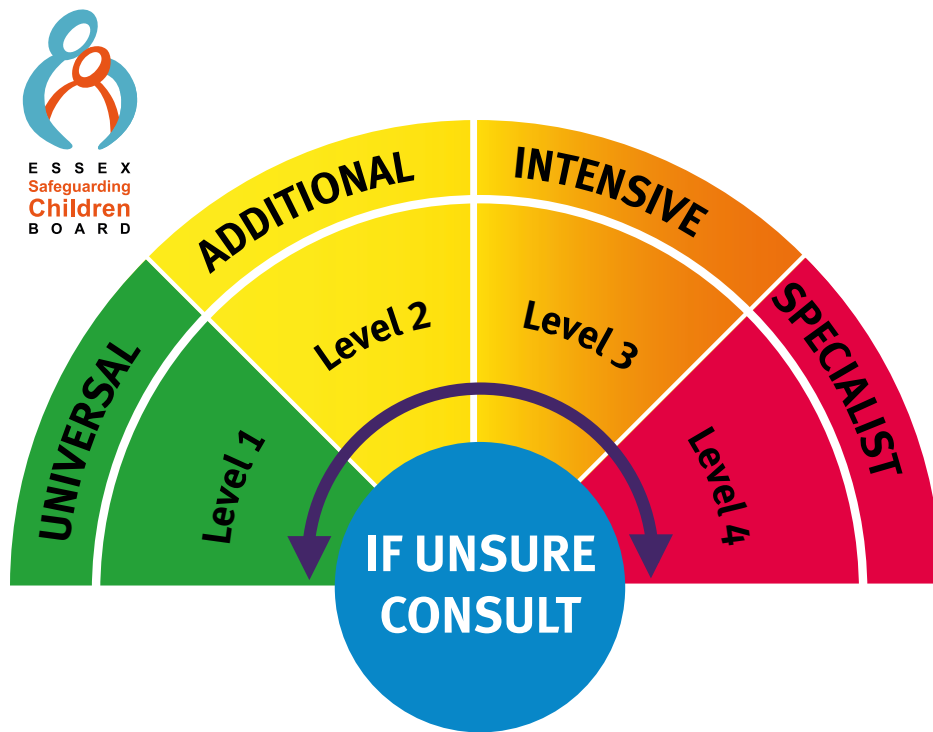 ESSEX
Safeguarding
Children
BOARD
UNIVERSAL
ADDITIONAL
INTENSIVE
SPECIALIST
Level 1
Level 2
Level 3
Level 4
IF UNSURE
CONSULT